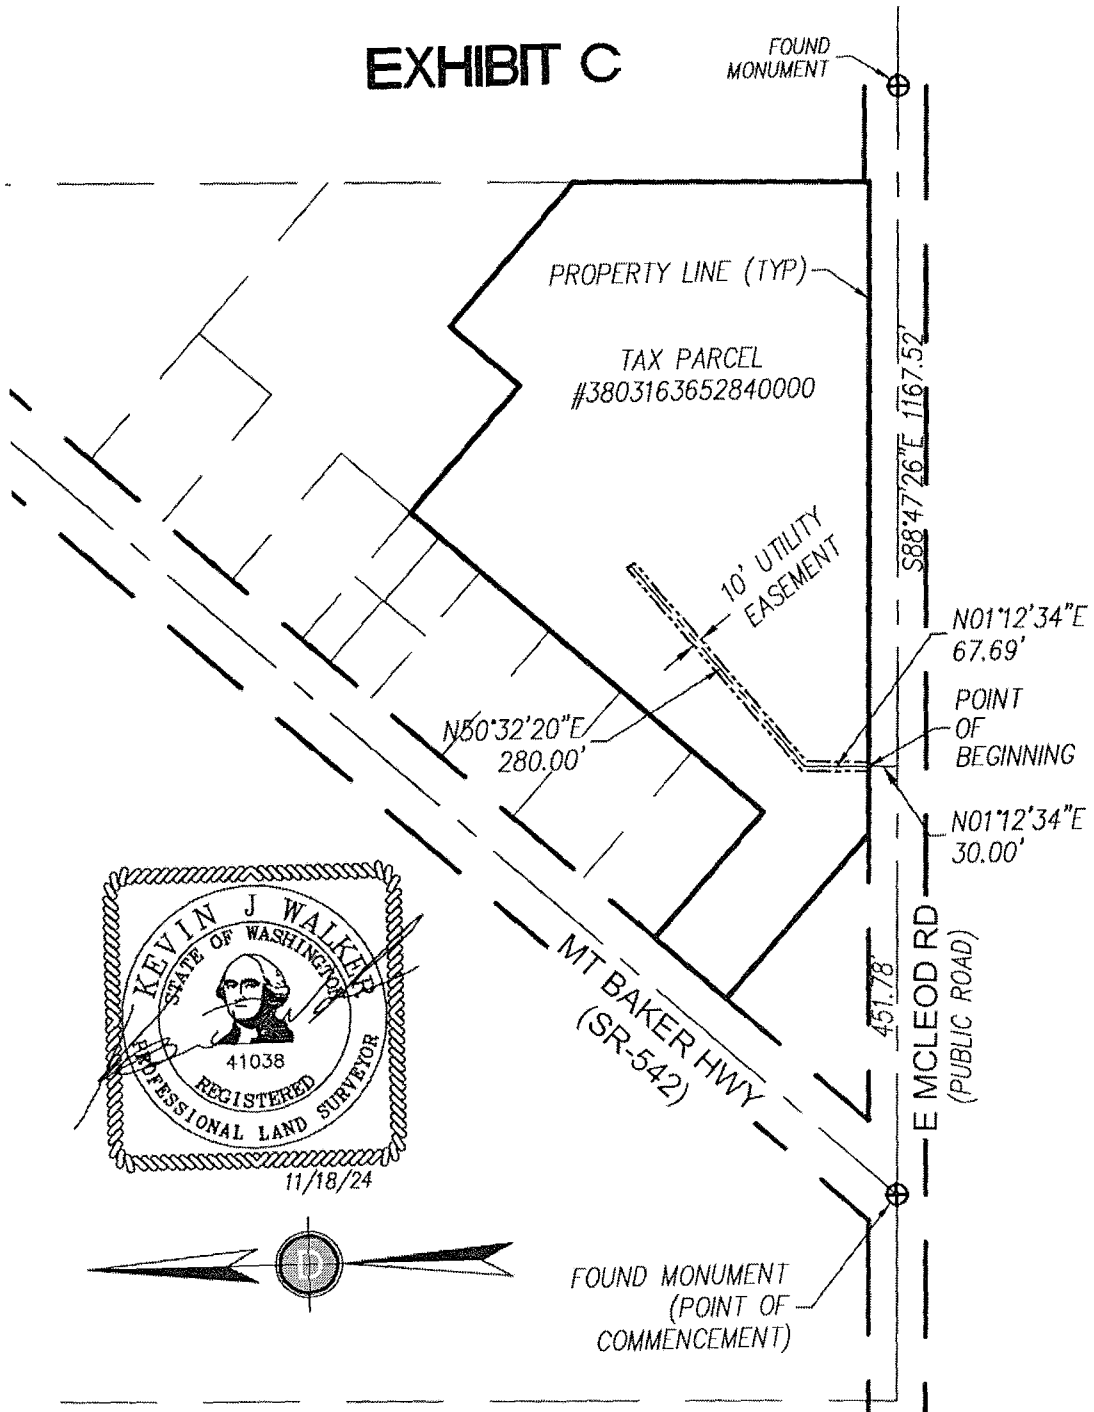 EXHIBIT C
FOUND
MONUMENT
PROPERTY LINE (TYP)
TAX PARCEL
#3803163652840000
S88°47'26"E 1167.52'
10' UTILITY
EASEMENT
N01°12'34"E
67.69'
POINT
OF
BEGINNING
N50°32'20"E
280.00'
N01°12'34"E
30.00'
451.78'
E MCLEOD RD
(PUBLIC ROAD)
MT BAKER HWY
(SR-542)
KEVIN J WALKER
STATE OF WASHINGTON
41038
REGISTERED
PROFESSIONAL LAND SURVEYOR
11/18/24
D
FOUND MONUMENT
(POINT OF
COMMENCEMENT)